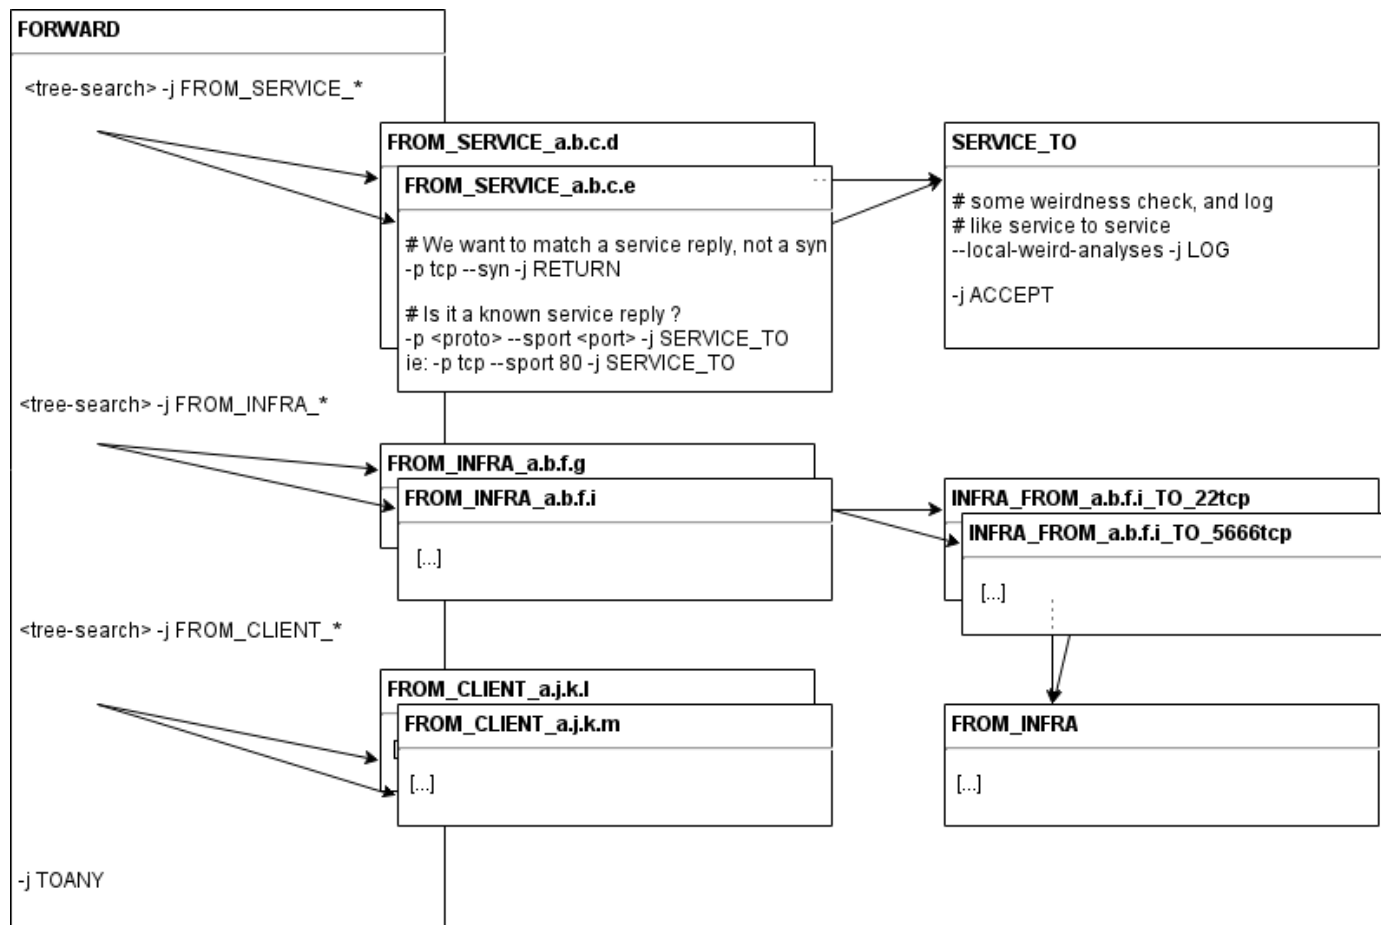 FORWARD
<tree-search> -j FROM_SERVICE_*
FROM_SERVICE_a.b.c.d
FROM_SERVICE_a.b.c.e
# We want to match a service reply, not a syn
-p tcp --syn -j RETURN
# Is it a known service reply ?
-p <proto> --sport <port> -j SERVICE_TO
ie: -p tcp --sport 80 -j SERVICE_TO
SERVICE_TO
# some weirdness check, and log
# like service to service
--local-weird-analyses -j LOG
-j ACCEPT
<tree-search> -j FROM_INFRA_*
FROM_INFRA_a.b.f.g
FROM_INFRA_a.b.f.i
[...]
INFRA_FROM_a.b.f.i_TO_22tcp
INFRA_FROM_a.b.f.i_TO_5666tcp
[...]
<tree-search> -j FROM_CLIENT_*
FROM_CLIENT_a.j.k.l
FROM_CLIENT_a.j.k.m
[...]
FROM_INFRA
[...]
-j TOANY